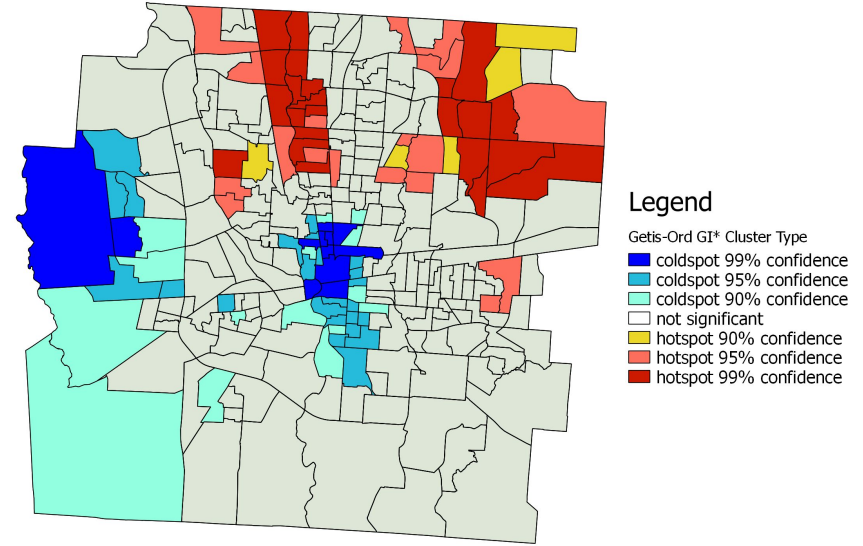 Legend
Getis-Ord GI* Cluster Type
coldspot 99% confidence
coldspot 95% confidence
coldspot 90% confidence
not significant
hotspot 90% confidence
hotspot 95% confidence
hotspot 99% confidence